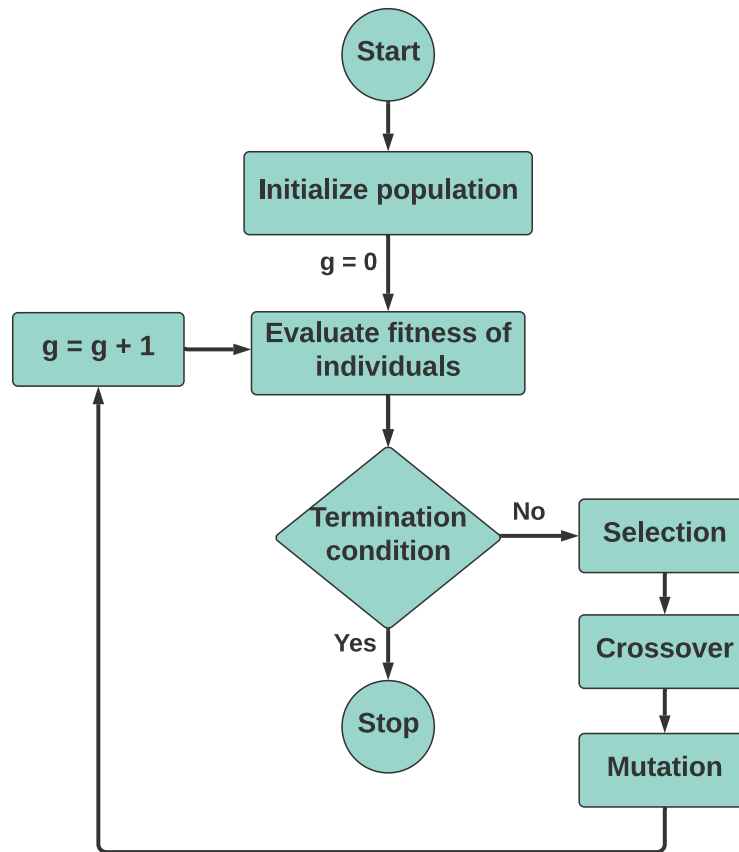 Start
Initialize population
g = 0
g = g + 1
Evaluate fitness of
individuals
Termination
condition
No
Selection
Crossover
Mutation
Yes
Stop